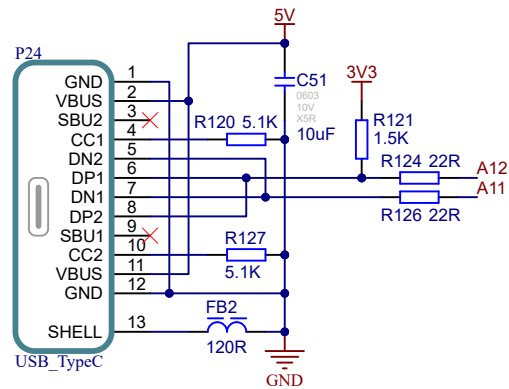 5V
P24
GND 1
VBUS 2
SBU2 3
CC1 4
DN2 5
DP1 6
DN1 7
DP2 8
SBU1 9
CC2 10
VBUS 11
GND 12
SHELL 13
USB_TypeC
C51
0603
10V
X5R
10uF
R120 5.1K
3V3
R121
1.5K
R124 22R
A12
A11
R126 22R
R127
5.1K
FB2
120R
GND